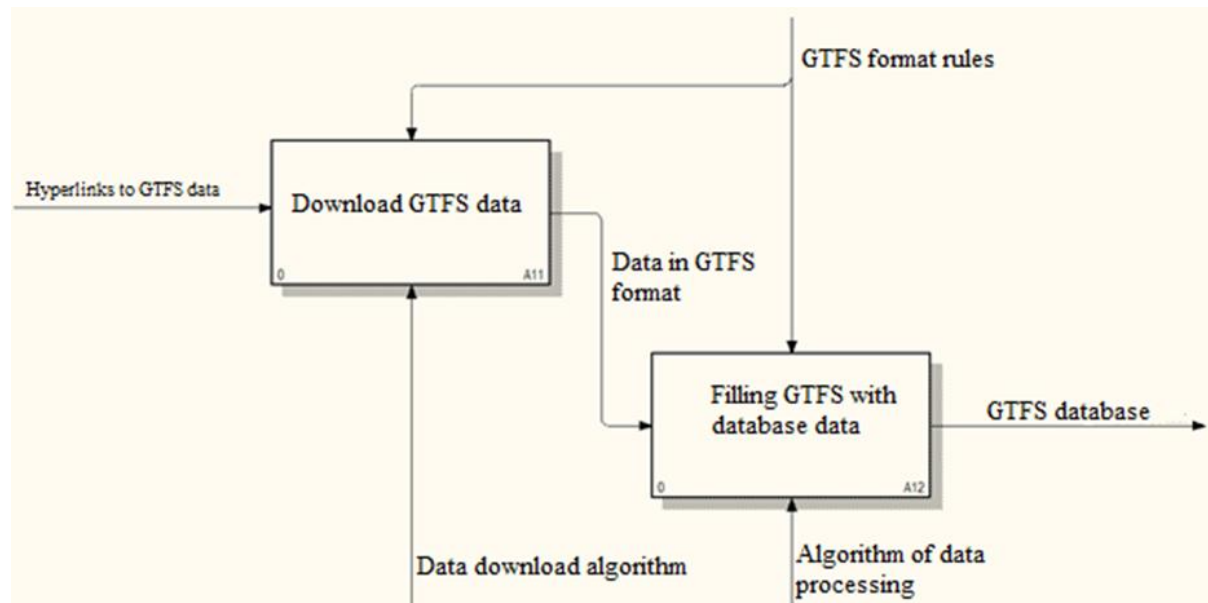 GTFS format rules
Hyperlinks to GTFS data
Download GTFS data
0
A11
Data in GTFS
format
Filling GTFS with
database data
0
A12
GTFS database
Data download algorithm
Algorithm of data
processing